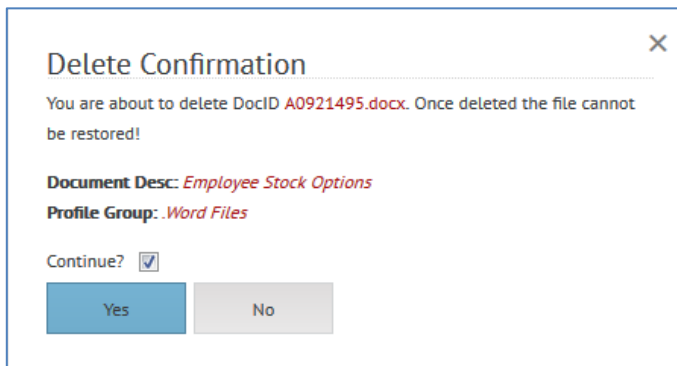 Delete Confirmation
You are about to delete DocID A0921495.docx. Once deleted the file cannot
be restored!
Document Desc: Employee Stock Options
Profile Group: .Word Files
Continue?
Yes No